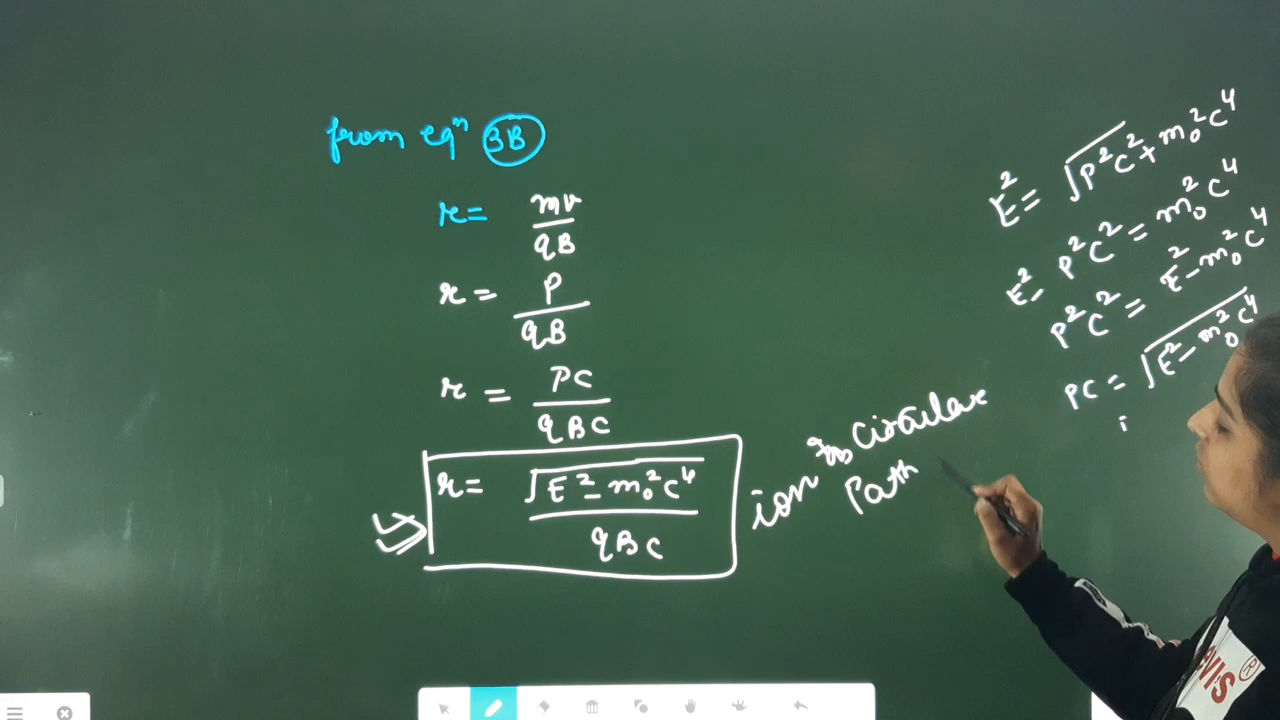 from eqⁿ 3B
r = mv/qB
r = P/qB
r = PC/qBC
r = √E² - m₀²c⁴/qBC
ion in circular
Path
E² = √P²C² + m₀²c⁴
E² - P²C² = m₀²c⁴
P²C² = E² - m₀²c⁴
PC = √E² - m₀²c⁴
i